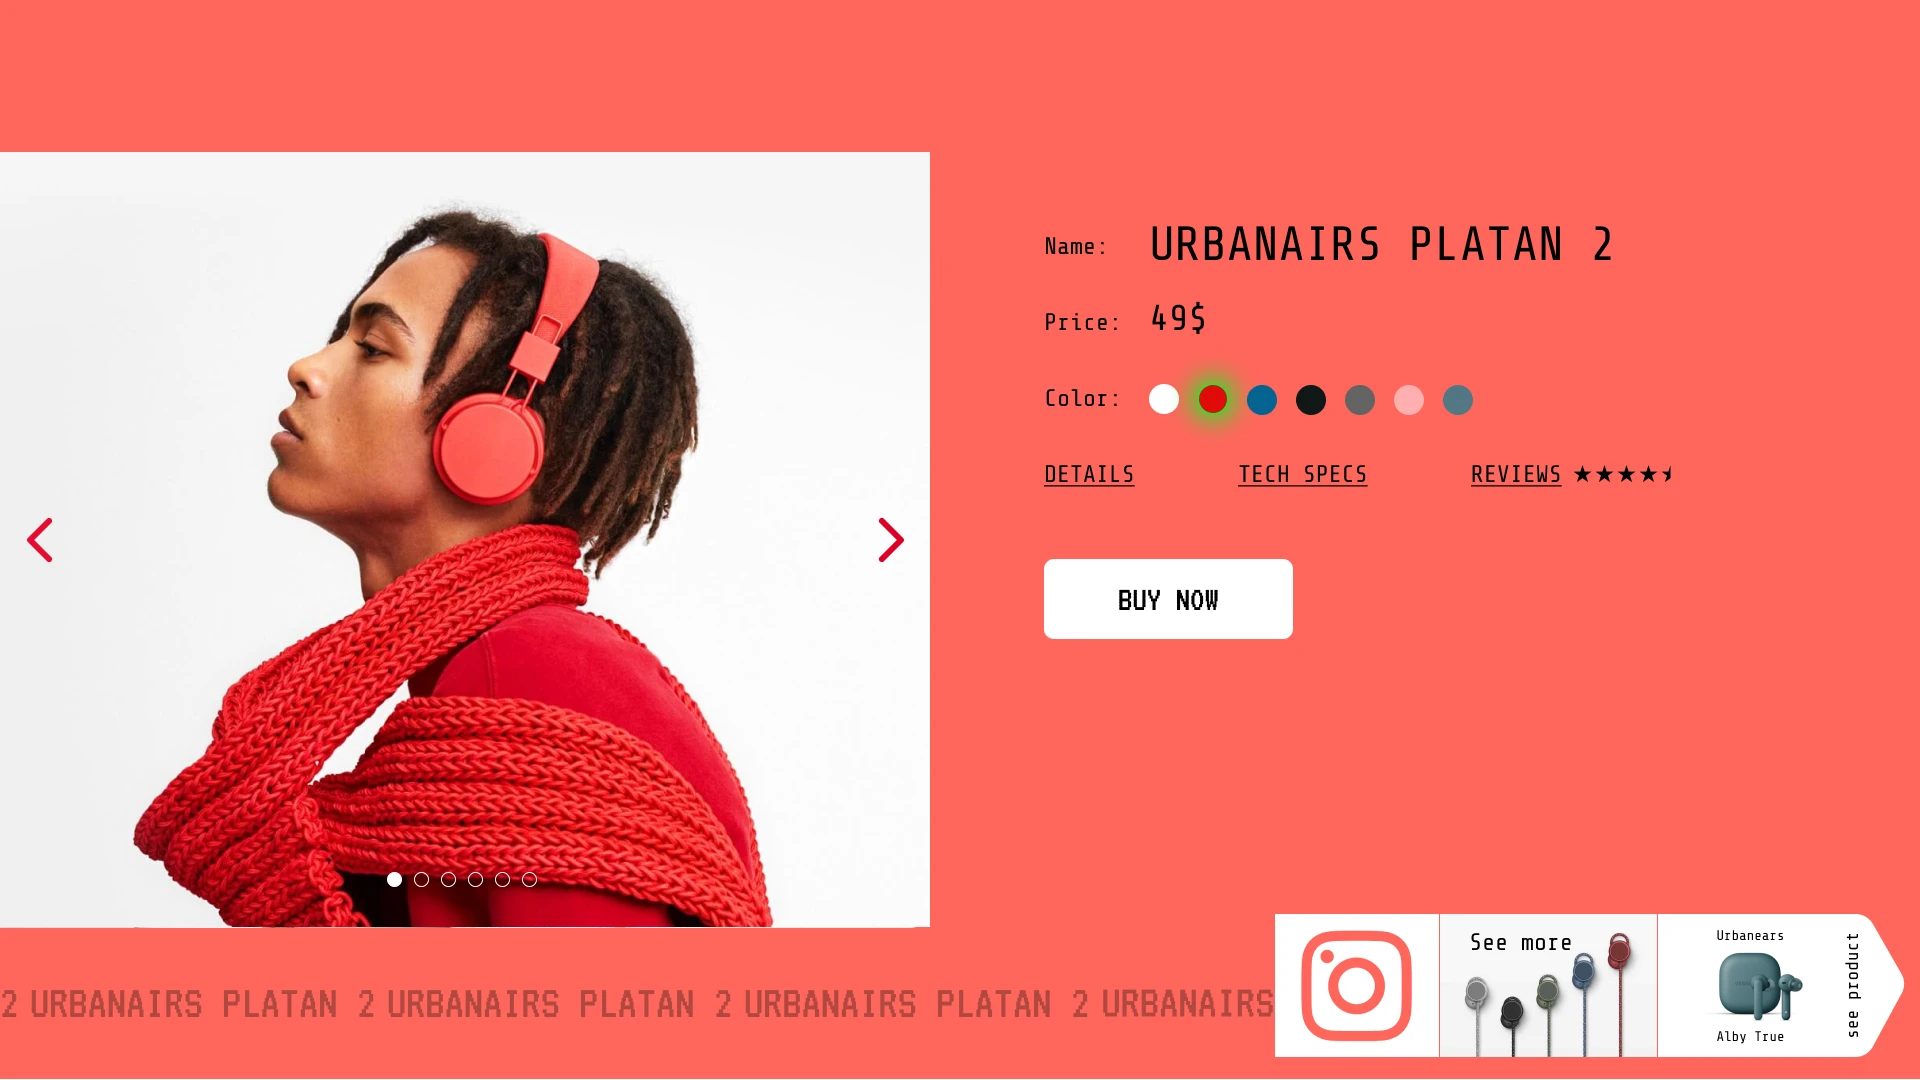 Name: URBANAIRS PLATAN 2
Price: 49$
Color:
DETAILS TECH SPECS REVIEWS ★★★★
BUY NOW
2 URBANAIRS PLATAN 2 URBANAIRS PLATAN 2 URBANAIRS PLATAN 2 URBANAIRS
See more
Urbanears
Alby True
see product